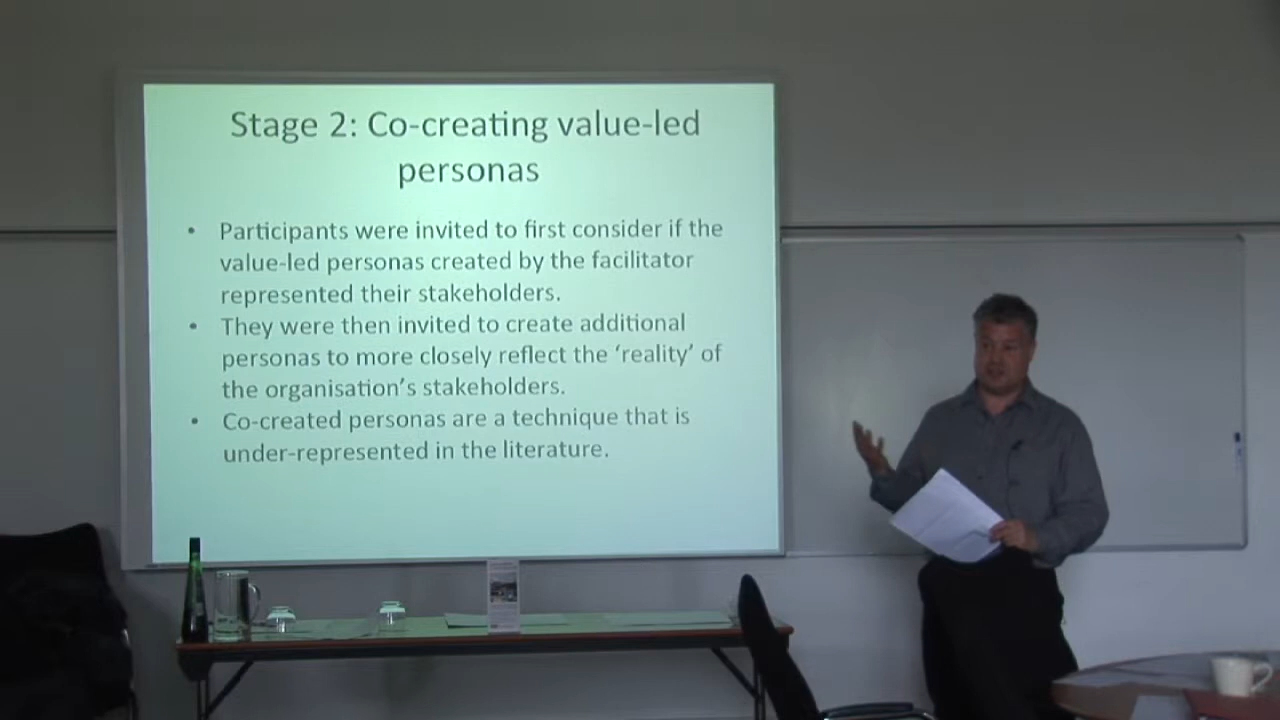 Stage 2: Co-creating value-led
personas
• Participants were invited to first consider if the
value-led personas created by the facilitator
represented their stakeholders.
• They were then invited to create additional
personas to more closely reflect the ‘reality’ of
the organisation’s stakeholders.
• Co-created personas are a technique that is
under-represented in the literature.